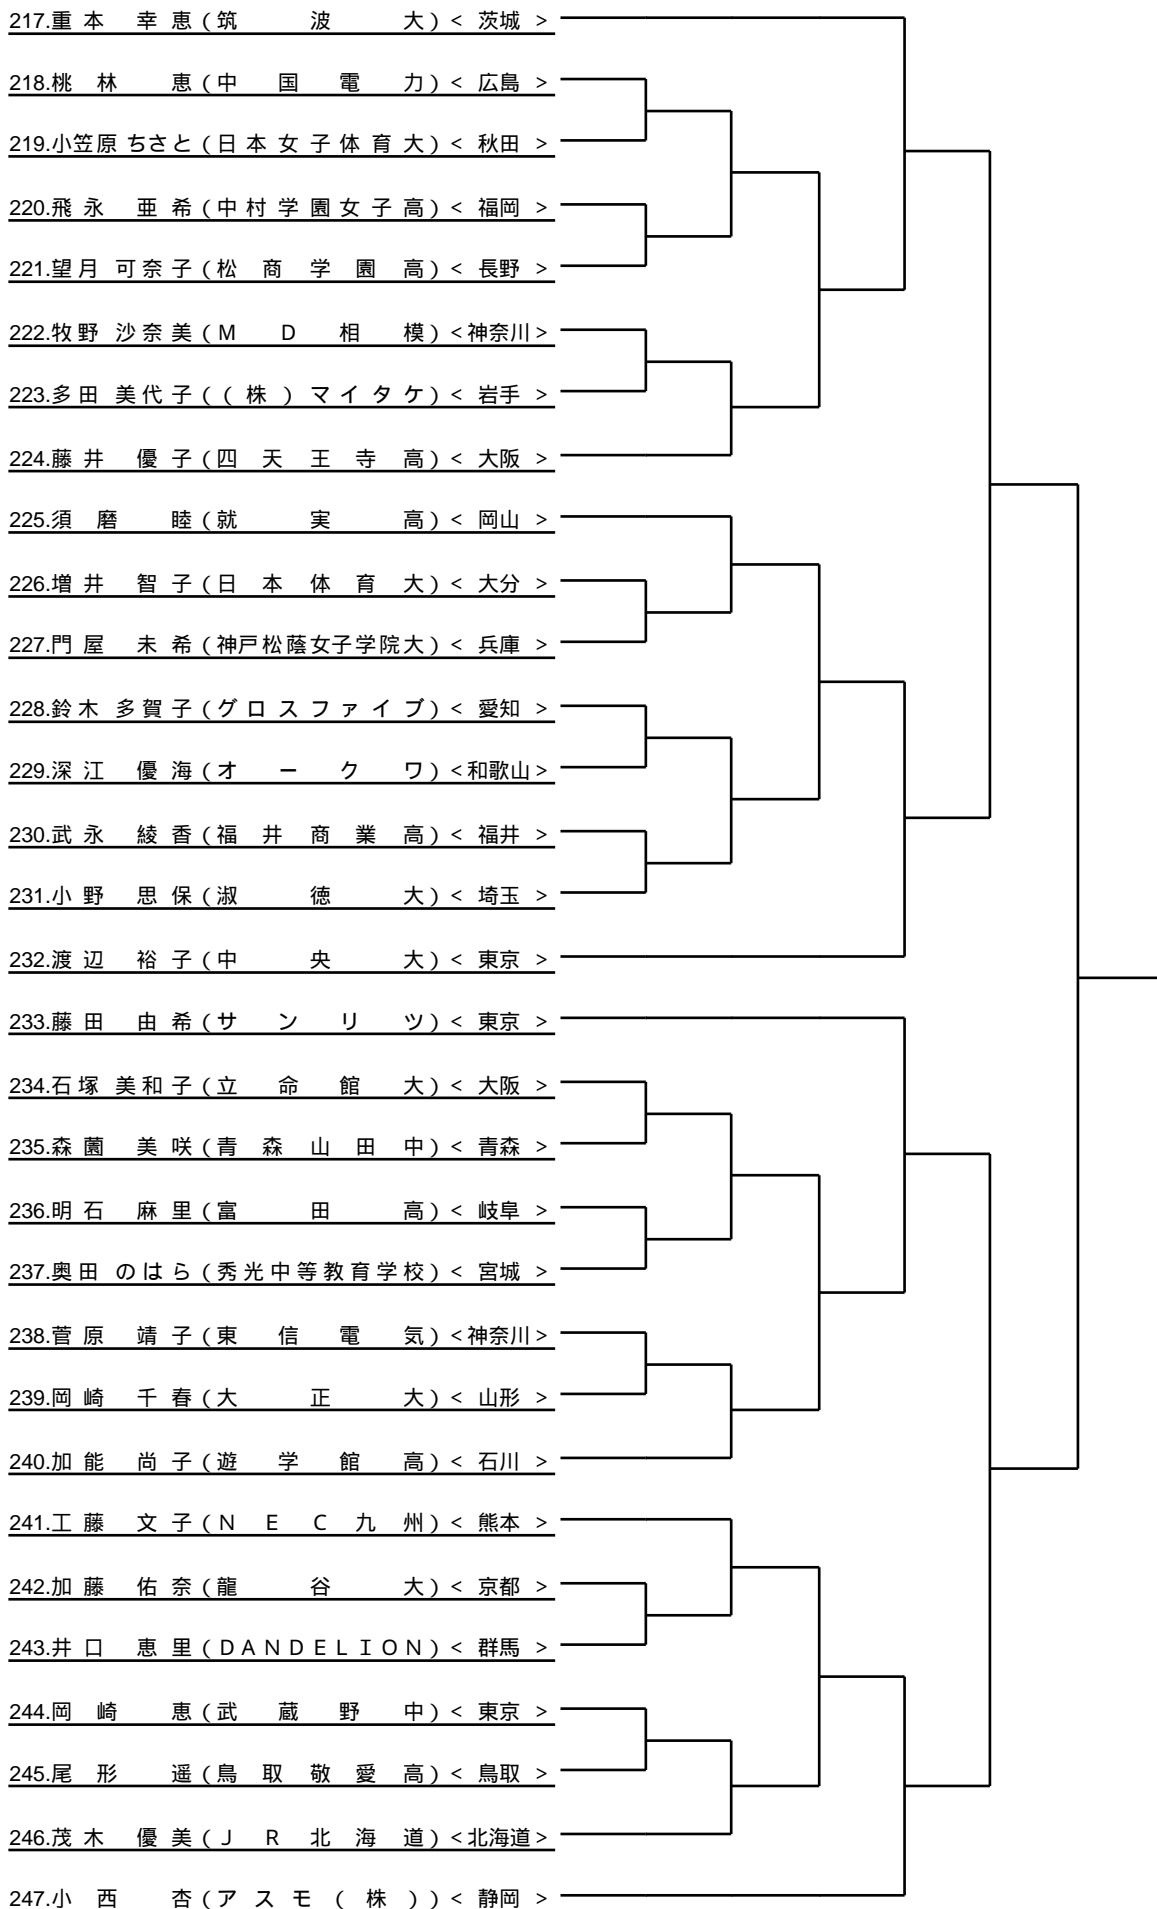 217.重本 幸恵(筑波大)< 茨城 >
218.桃林 恵(中国電力)< 広島 >
219.小笠原 ちさと(日本女子体育大)< 秋田 >
220.飛永 亜希(中村学園女子高)< 福岡 >
221.望月 可奈子(松商学園高)< 長野 >
222.牧野 沙奈美(MD相模)<神奈川>
223.多田 美代子((株)マイタケ)< 岩手 >
224.藤井 優子(四天王寺高)< 大阪 >
225.須磨 睦(就実高)< 岡山 >
226.増井 智子(日本体育大)< 大分 >
227.門屋 未希(神戸松蔭女子学院大)< 兵庫 >
228.鈴木 多賀子(グロスファイブ)< 愛知 >
229.深江 優海(オークワ)<和歌山>
230.武永 綾香(福井商業高)< 福井 >
231.小野 思保(淑徳大)< 埼玉 >
232.渡辺 裕子(中央大)< 東京 >
233.藤田 由希(サンリツ)< 東京 >
234.石塚 美和子(立命館大)< 大阪 >
235.森薗 美咲(青森山田中)< 青森 >
236.明石 麻里(富田高)< 岐阜 >
237.奥田 のはら(秀光中等教育学校)< 宮城 >
238.菅原 靖子(東信電気)<神奈川>
239.岡崎 千春(大正大)< 山形 >
240.加能 尚子(遊学館高)< 石川 >
241.工藤 文子(NEC九州)< 熊本 >
242.加藤 佑奈(龍谷大)< 京都 >
243.井口 恵里(DANDELION)< 群馬 >
244.岡崎 恵(武蔵野中)< 東京 >
245.尾形 遥(鳥取敬愛高)< 鳥取 >
246.茂木 優美(JR北海道)<北海道>
247.小西 杏(アスモ(株))< 静岡 >